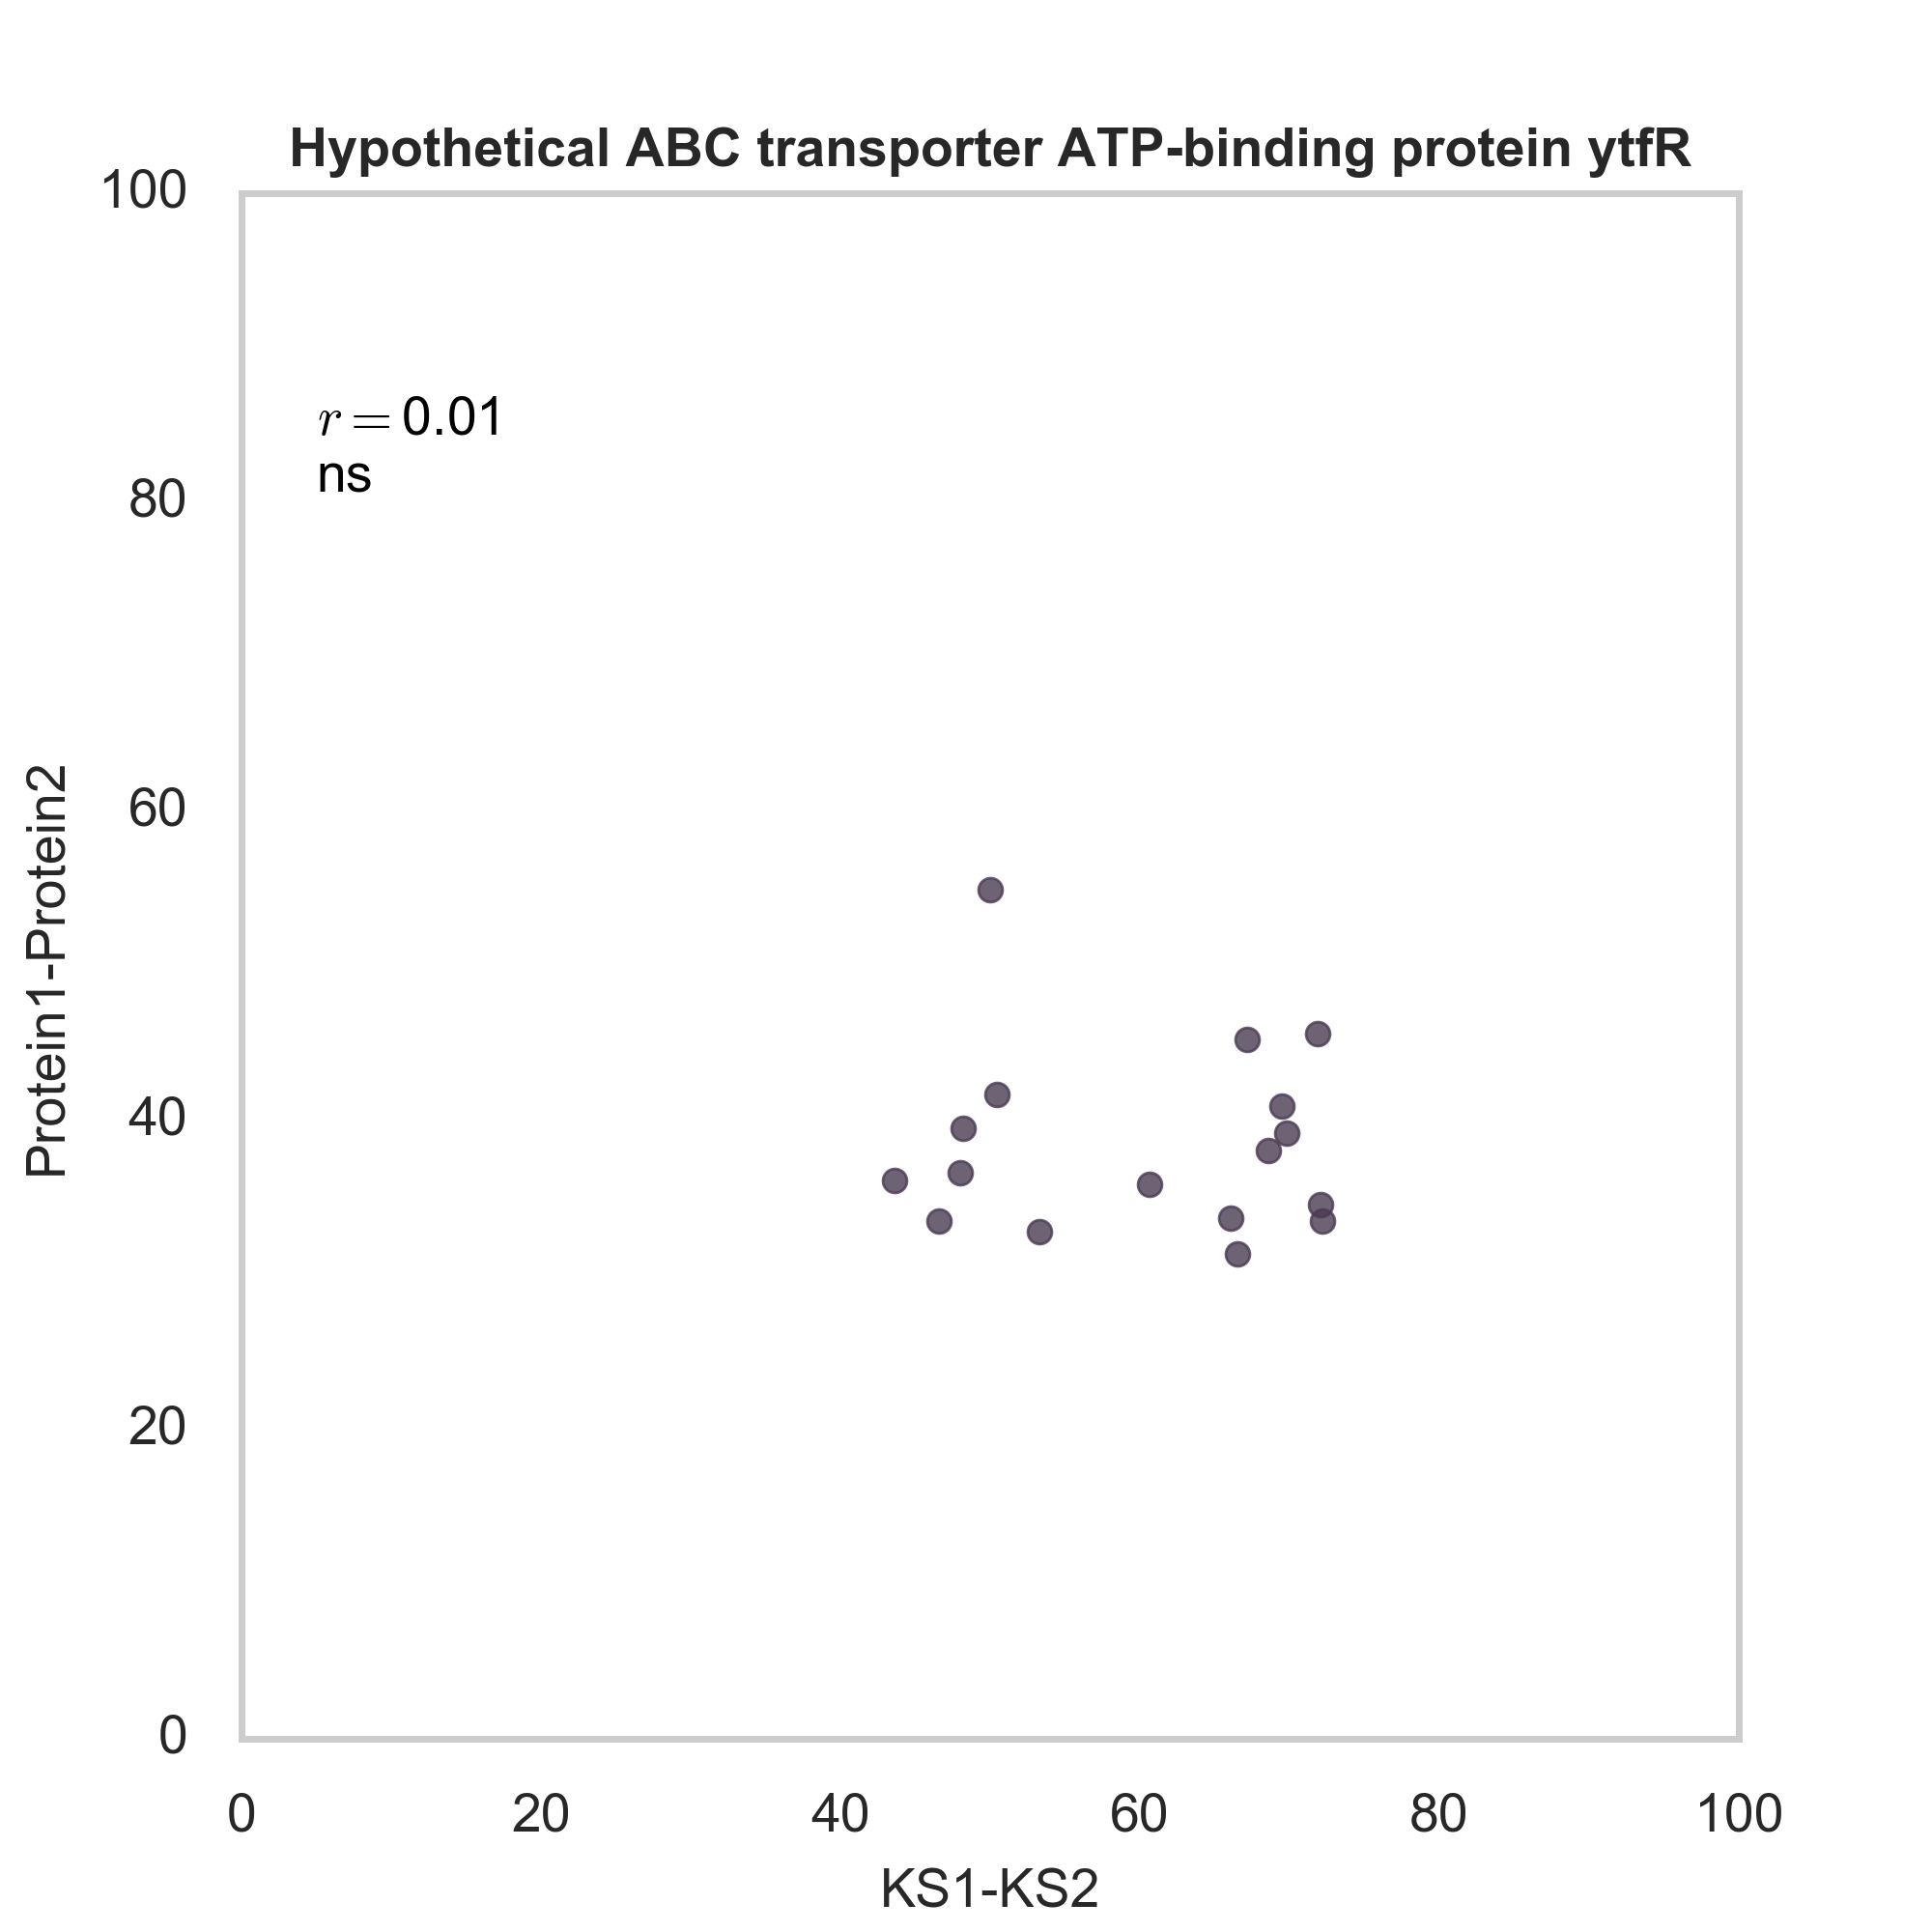 Hypothetical ABC transporter ATP-binding protein ytfR
100
80
60
40
20
0
r = 0.01
ns
Protein1-Protein2
0 20 40 60 80 100
KS1-KS2